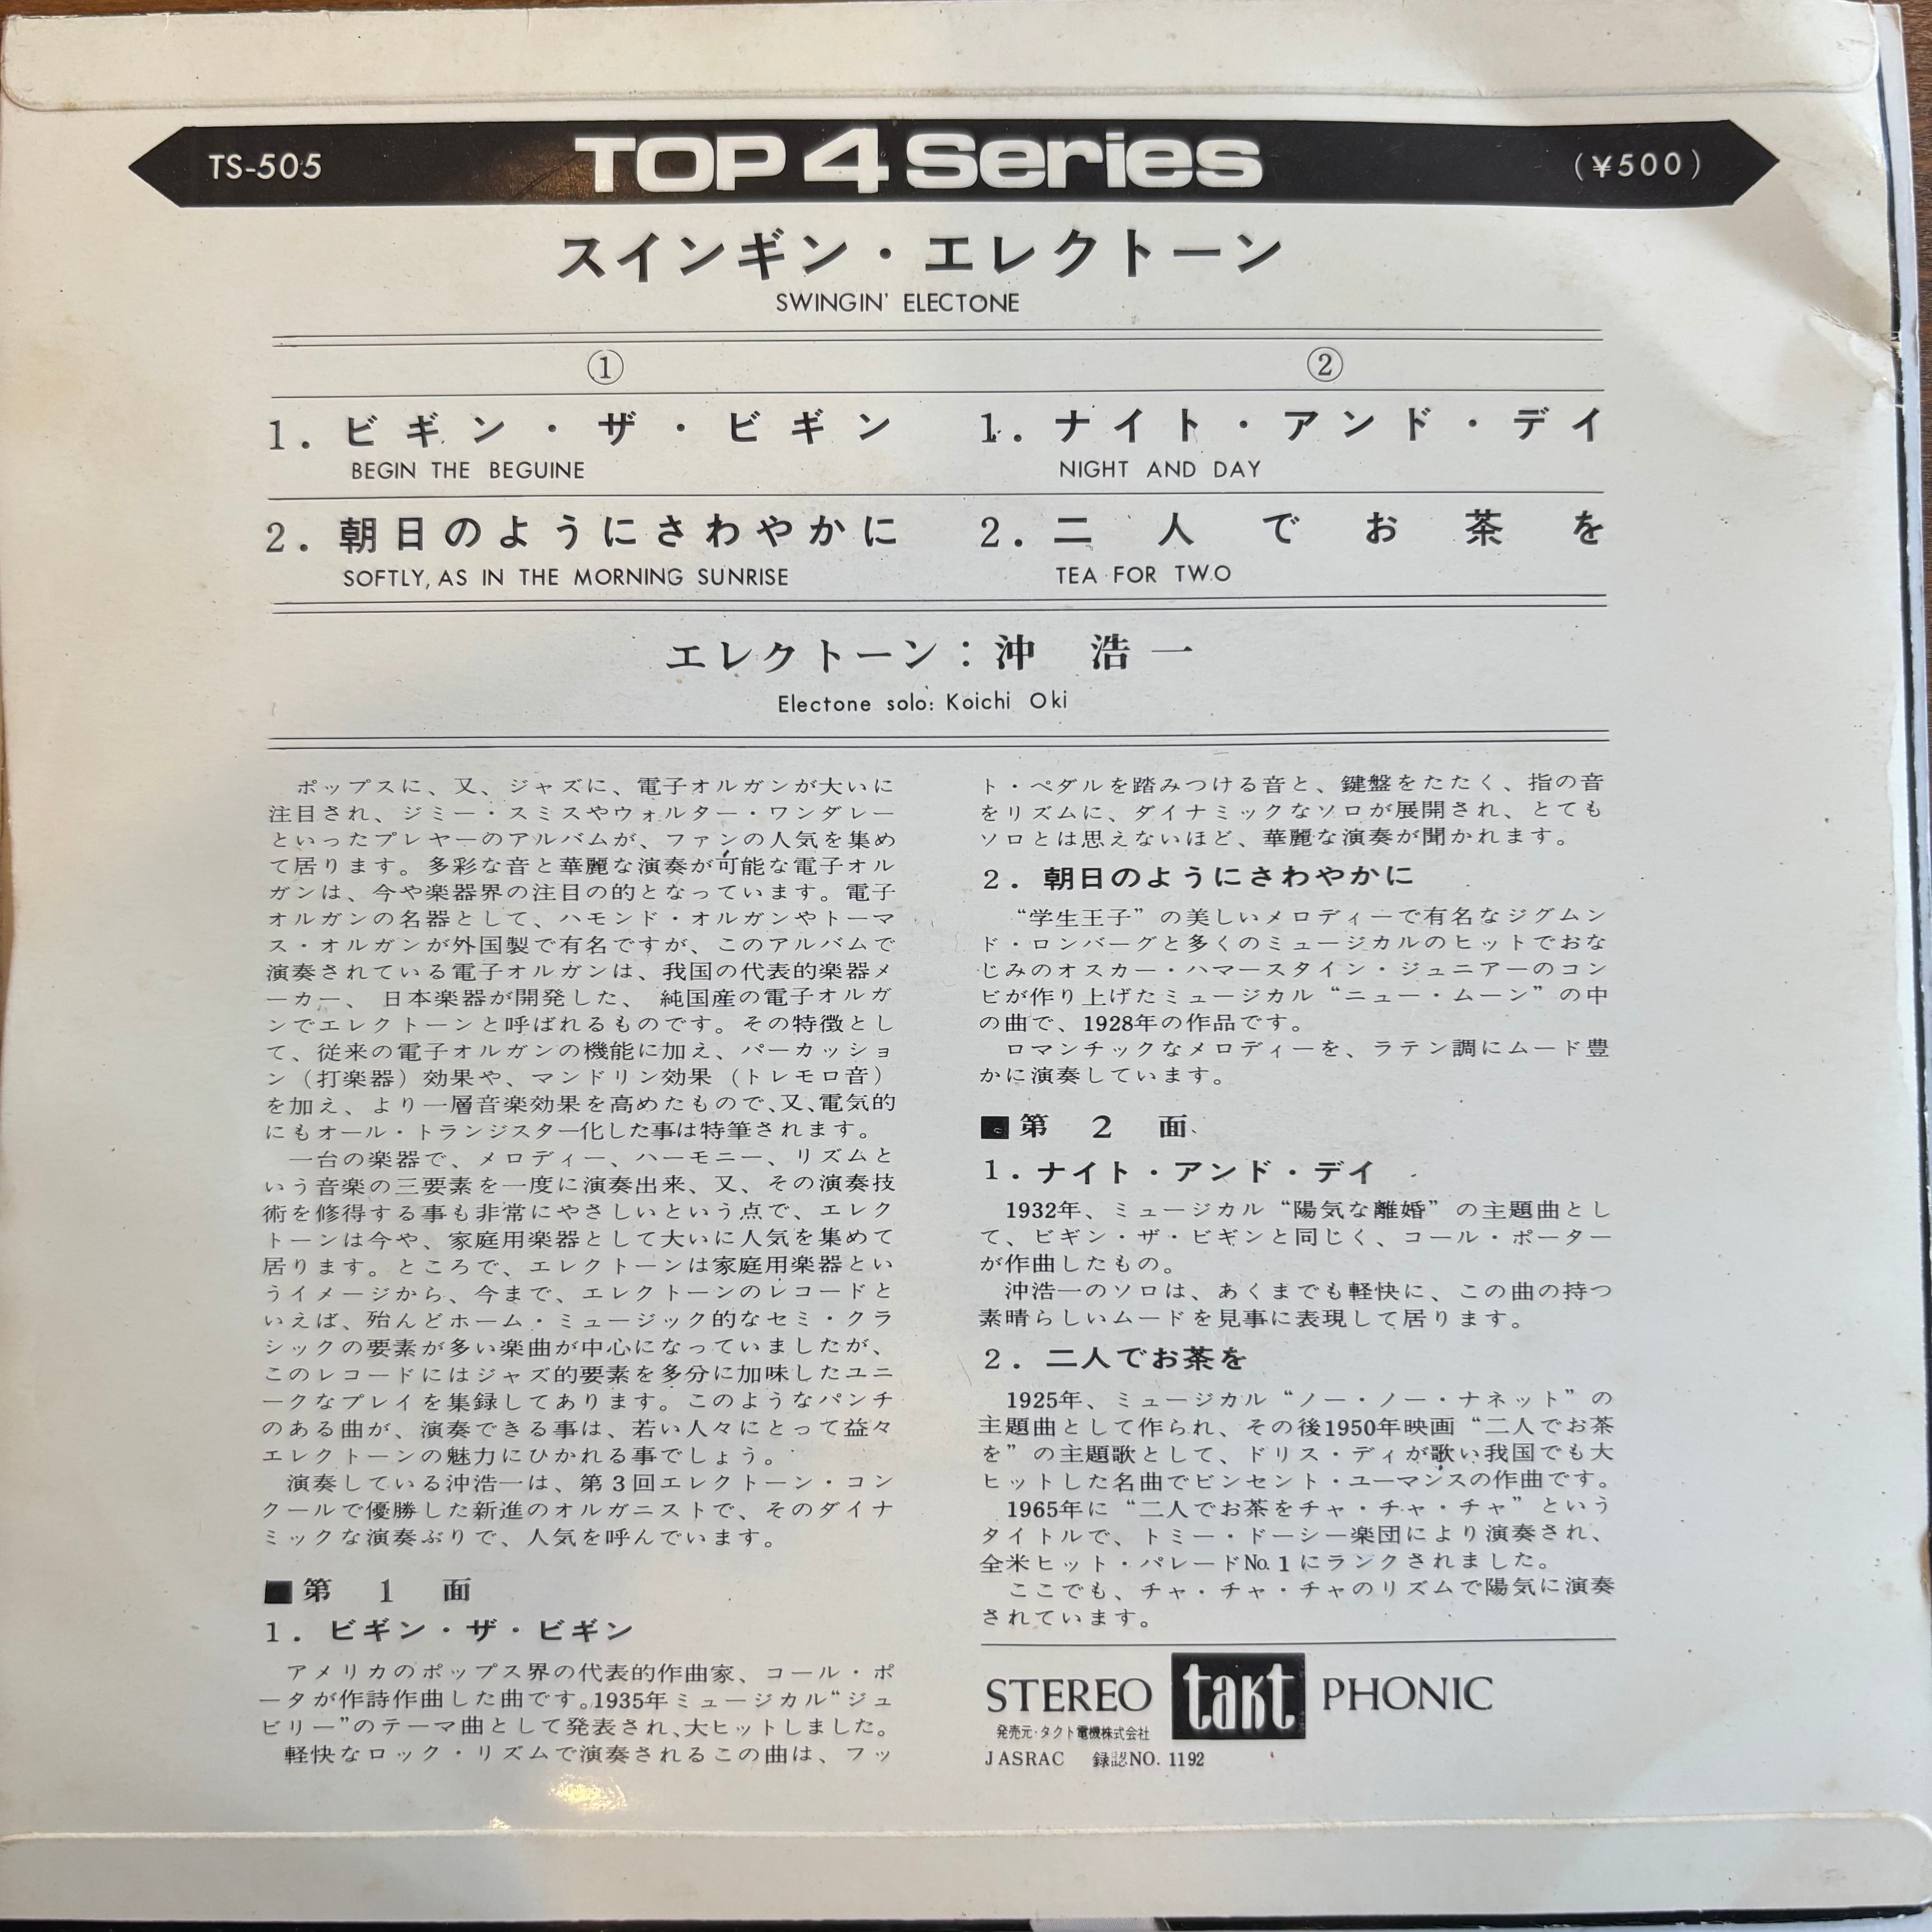 TS-505
TOP 4 Series
(¥500)
スインギン・エレクトーン
SWINGIN' ELECTONE
①
1. ビギン・ザ・ビギン
BEGIN THE BEGUINE
2. 朝日のようにさわやかに
SOFTLY, AS IN THE MORNING SUNRISE
②
1. ナイト・アンド・デイ
NIGHT AND DAY
2. 二人でお茶を
TEA FOR TWO
エレクトーン：沖 浩一
Electone solo: Koichi Oki
ポップスに、又、ジャズに、電子オルガンが大いに
注目され、ジミー・スミスやウォルター・ワンダレー
といったプレヤーのアルバムが、ファンの人気を集め
て居ります。多彩な音と華麗な演奏が可能な電子オル
ガンは、今や楽器界の注目の的となっています。電子
オルガンの名器として、ハモンド・オルガンやトーマ
ス・オルガンが外国製で有名ですが、このアルバムで
演奏されている電子オルガンは、我国の代表的楽器メ
ーカー、日本楽器が開発した、純国産の電子オルガ
ンでエレクトーンと呼ばれるものです。その特徴とし
て、従来の電子オルガンの機能に加え、パーカッショ
ン（打楽器）効果や、マンドリン効果（トレモロ音）
を加え、より一層音楽効果を高めたもので、又、電気的
にもオール・トランジスター化した事は特筆されます。
一台の楽器で、メロディー、ハーモニー、リズムと
いう音楽の三要素を一度に演奏出来、又、その演奏技
術を修得する事も非常にやさしいという点で、エレク
トーンは今や、家庭用楽器として大いに人気を集めて
居ります。ところで、エレクトーンは家庭用楽器とい
うイメージから、今まで、エレクトーンのレコードと
いえば、殆んどホーム・ミュージック的なセミ・クラ
シックの要素が多い楽曲が中心になっていましたが、
このレコードにはジャズ的要素を多分に加味したユニ
ークなプレイを集録してあります。このようなパンチ
のある曲が、演奏できる事は、若い人々にとって益々
エレクトーンの魅力にひかれる事でしょう。
演奏している沖浩一は、第3回エレクトーン・コン
クールで優勝した新進のオルガニストで、そのダイナ
ミックな演奏ぶりで、人気を呼んでいます。
■第 1 面
1. ビギン・ザ・ビギン
アメリカのポップス界の代表的作曲家、コール・ポ
ータが作詩作曲した曲です。1935年ミュージカル“ジュ
ビリー”のテーマ曲として発表され、大ヒットしました。
軽快なロック・リズムで演奏されるこの曲は、フッ
ト・ペダルを踏みつける音と、鍵盤をたたく、指の音
をリズムに、ダイナミックなソロが展開され、とても
ソロとは思えないほど、華麗な演奏が聞かれます。
2. 朝日のようにさわやかに
“学生王子”の美しいメロディーで有名なジグムン
ド・ロンバーグと多くのミュージカルのヒットでおな
じみのオスカー・ハマースタイン・ジュニアーのコン
ビが作り上げたミュージカル“ニュー・ムーン”の中
の曲で、1928年の作品です。
ロマンチックなメロディーを、ラテン調にムード豊
かに演奏しています。
■第 2 面
1. ナイト・アンド・デイ
1932年、ミュージカル“陽気な離婚”の主題曲とし
て、ビギン・ザ・ビギンと同じく、コール・ポーター
が作曲したもの。
沖浩一のソロは、あくまでも軽快に、この曲の持つ
素晴らしいムードを見事に表現して居ります。
2. 二人でお茶を
1925年、ミュージカル“ノー・ノー・ナネット”の
主題曲として作られ、その後1950年映画“二人でお茶
を”の主題歌として、ドリス・ディが歌い我国でも大
ヒットした名曲でビンセント・ユーマンスの作曲です。
1965年に“二人でお茶をチャ・チャ・チャ”という
タイトルで、トミー・ドーシー楽団により演奏され、
全米ヒット・パレードNo.1にランクされました。
ここでも、チャ・チャ・チャのリズムで陽気に演奏
されています。
STEREO takt PHONIC
発売元・タクト電機株式会社
JASRAC 録認NO. 1192